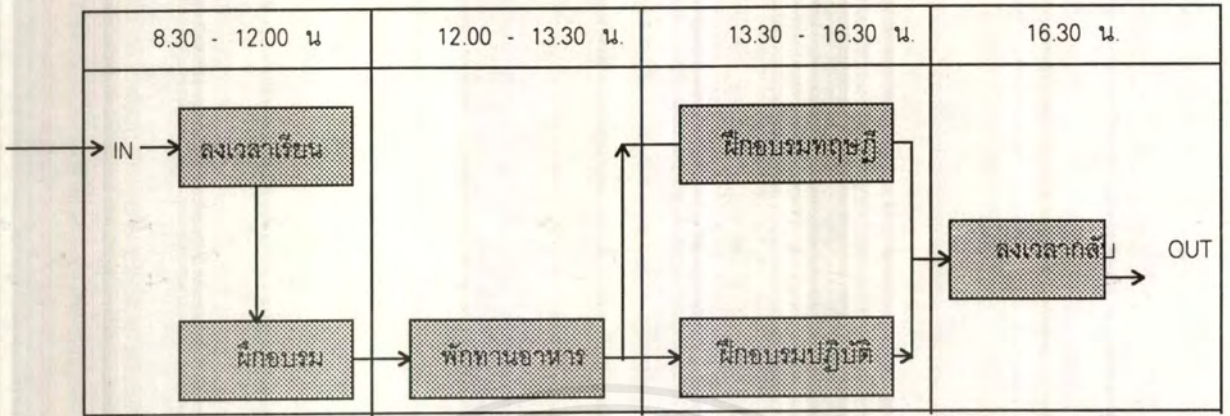 8.30 - 12.00 น
12.00 - 13.30 น.
13.30 - 16.30 น.
16.30 น.
IN
ลงเวลาเรียน
ฝึกอบรมทฤษฎี
ลงเวลากลับ
OUT
ฝึกอบรม
พักทานอาหาร
ฝึกอบรมปฏิบัติ